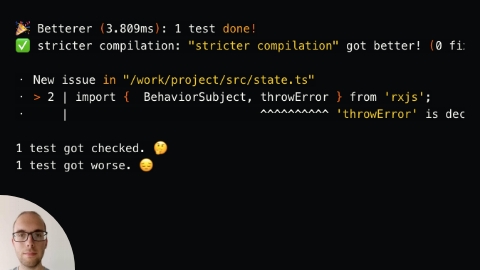 🎉 Betterer (3.809ms): 1 test done!
✅ stricter compilation: "stricter compilation" got better! (0 fi
· New issue in "/work/project/src/state.ts"
· > 2 | import { BehaviorSubject, throwError } from 'rxjs';
· | ^^^^^^^^^^ 'throwError' is dec
1 test got checked. 🤔
1 test got worse. 😔